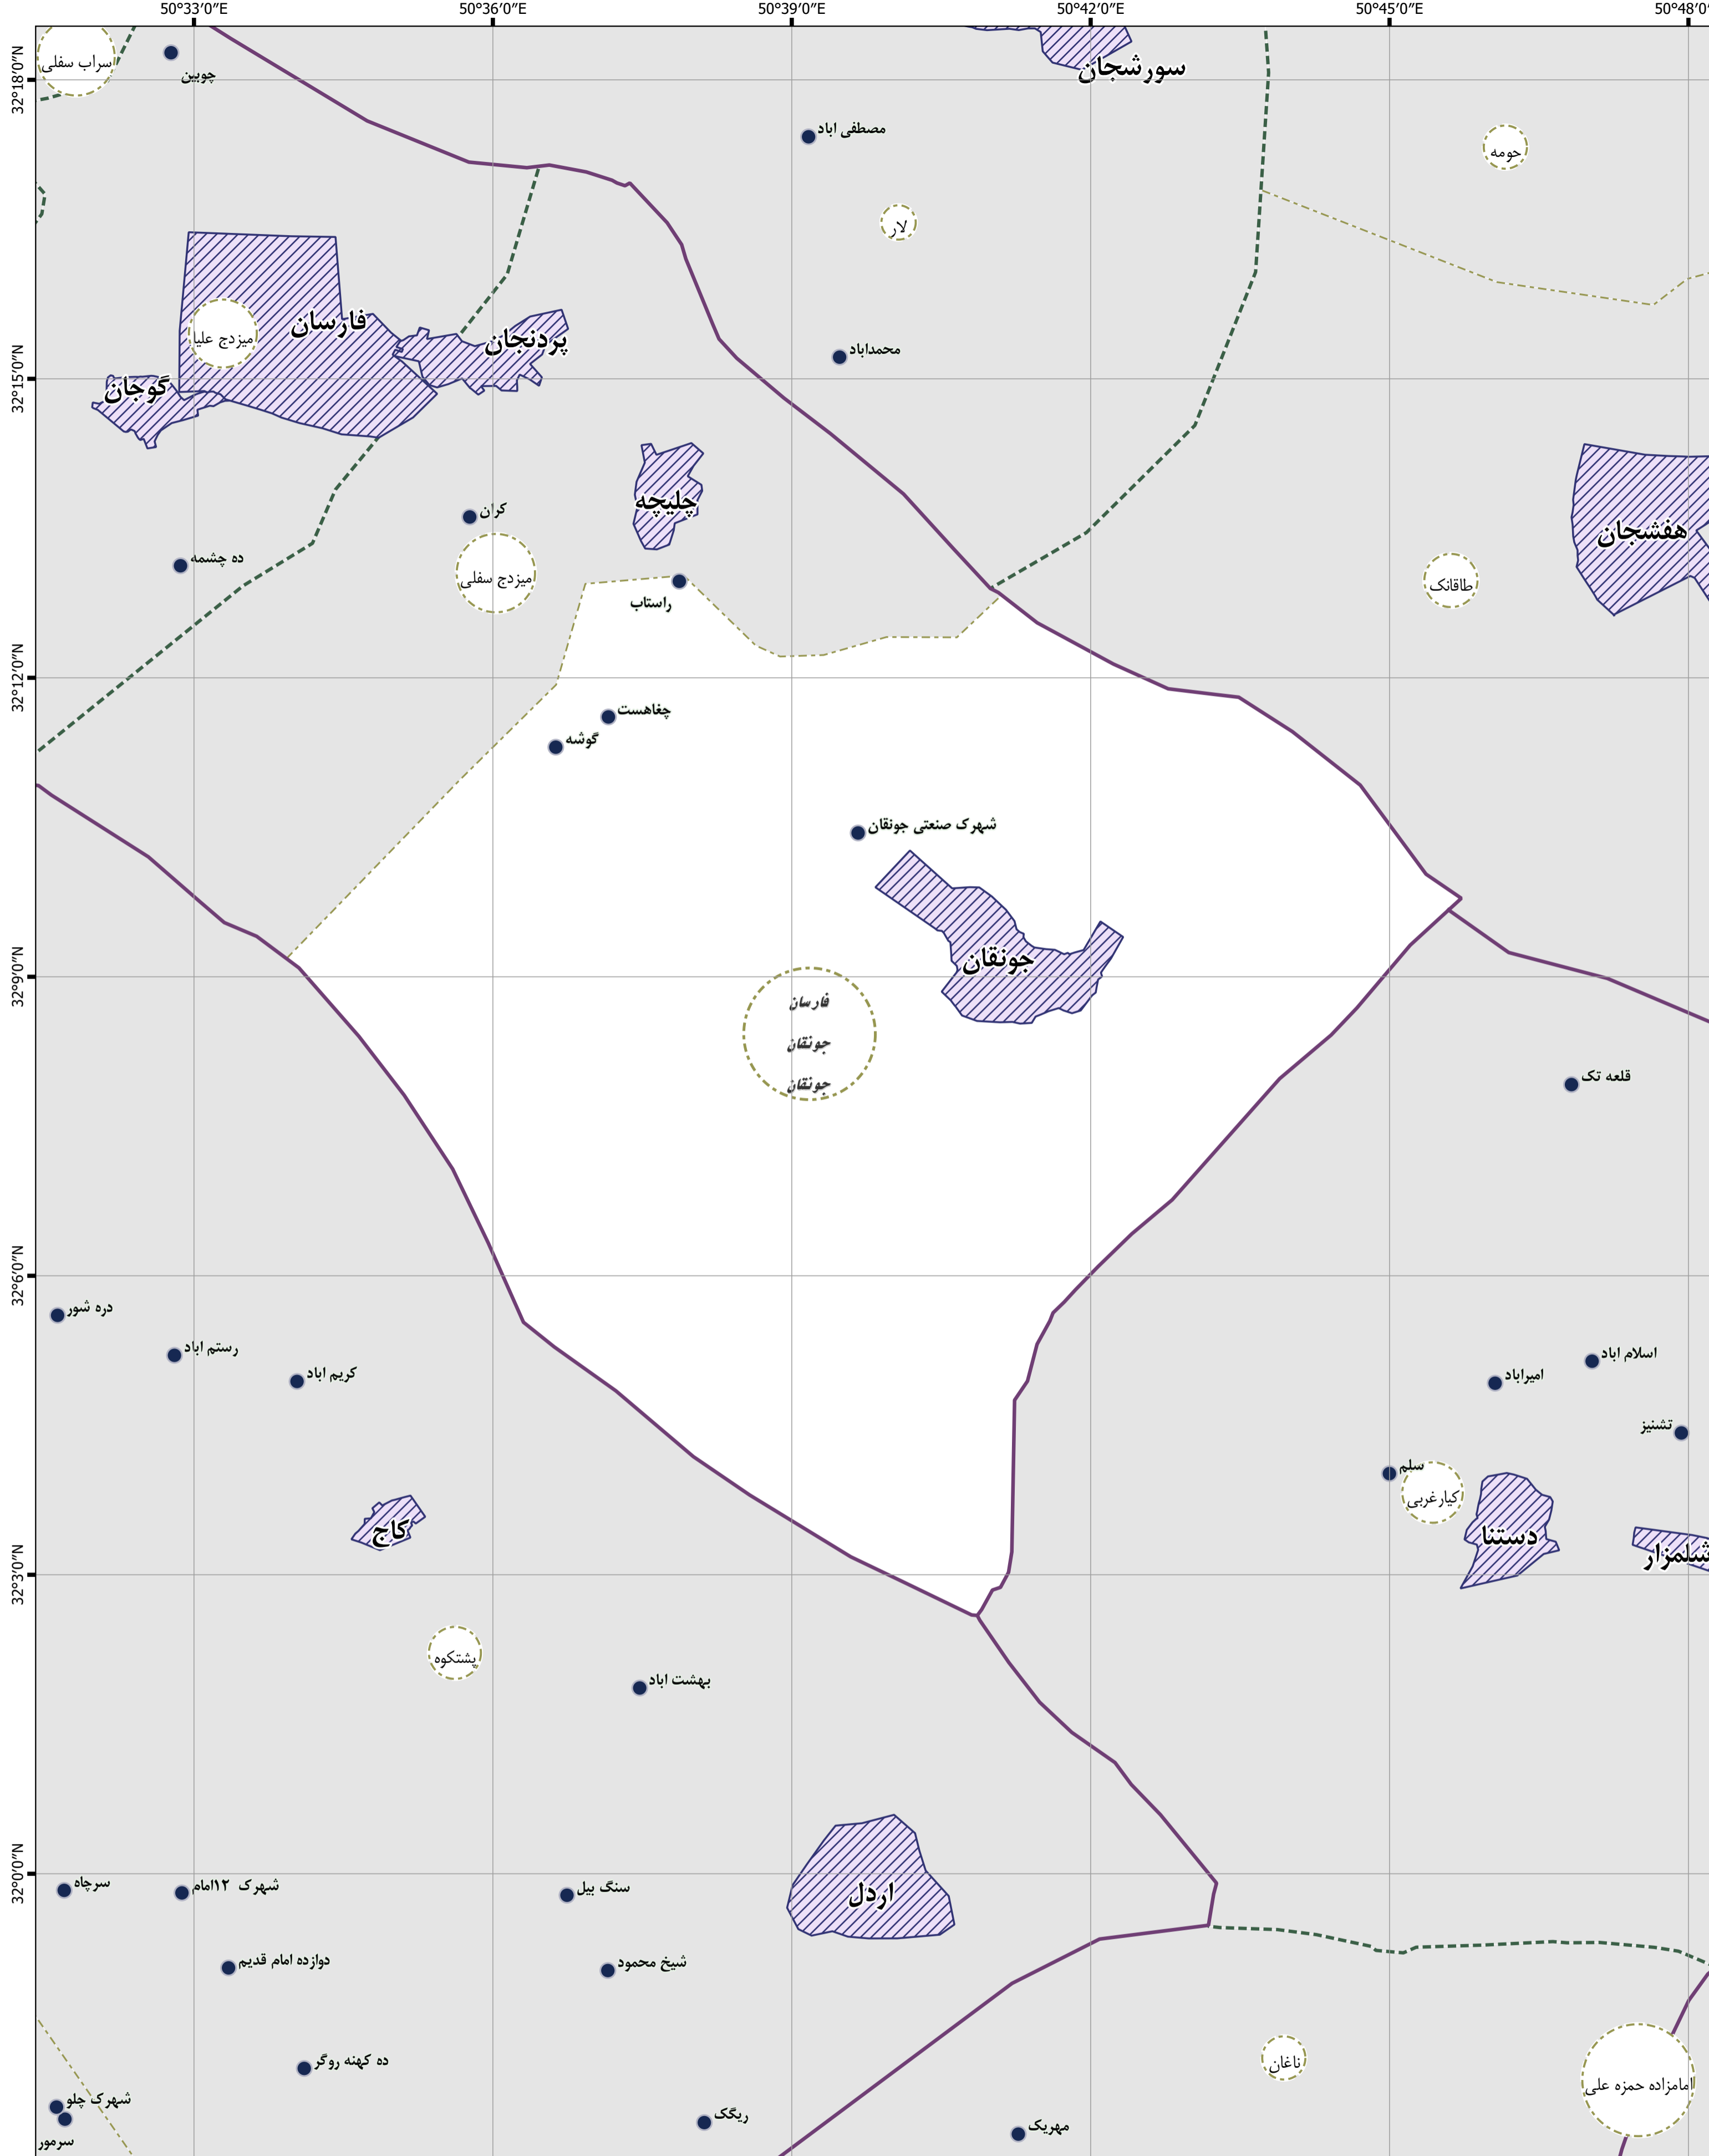 50°33'0"E 50°36'0"E 50°39'0"E 50°42'0"E 50°45'0"E
32°18'0"N
سراب سفلی
چوبین
سورشجان
مصطفی اباد
حومه
لار
فارسان
میزدج علیا
پردنجان
محمداباد
32°15'0"N
گوجان
چلیچه
کران
هفشجان
ده چشمه
میزدج سفلی
طاقانک
راستاب
32°12'0"N
چغاهست
گوشه
شهرک صنعتی جونقان
جونقان
32°9'0"N
فارسان
جونقان
جونقان
قلعه تک
32°6'0"N
دره شور
رستم اباد
کریم اباد
اسلام اباد
امیراباد
تشنیز
سلم
کیارغربی
کاج
دستنا
شلمزار
32°3'0"N
پشتکوه
بهشت اباد
32°0'0"N
سرچاه
شهرک ۱۲امام
سنگ بیل
اردل
دوازده امام قدیم
شیخ محمود
ده کهنه روگر
ناغان
امامزاده حمزه علی
شهرک چلو
ریگک
مهریک
سرمور